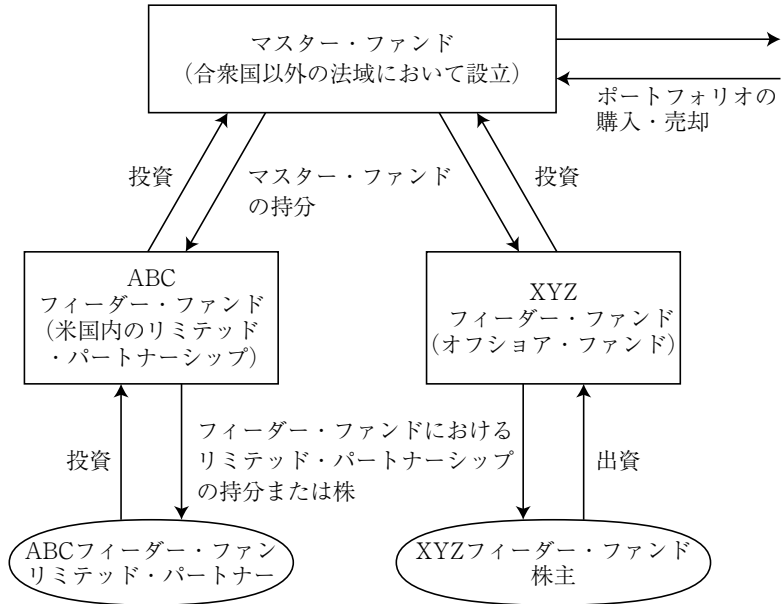 マスター・ファンド
（合衆国以外の法域において設立）
ポートフォリオの
購入・売却
投資
マスター・ファンド
の持分
投資
ABC
フィーダー・ファンド
（米国内のリミテッド
・パートナーシップ）
XYZ
フィーダー・ファンド
（オフショア・ファンド）
投資
フィーダー・ファンドにおける
リミテッド・パートナーシップ
の持分または株
出資
ABCフィーダー・ファン
リミテッド・パートナー
XYZフィーダー・ファンド
株主